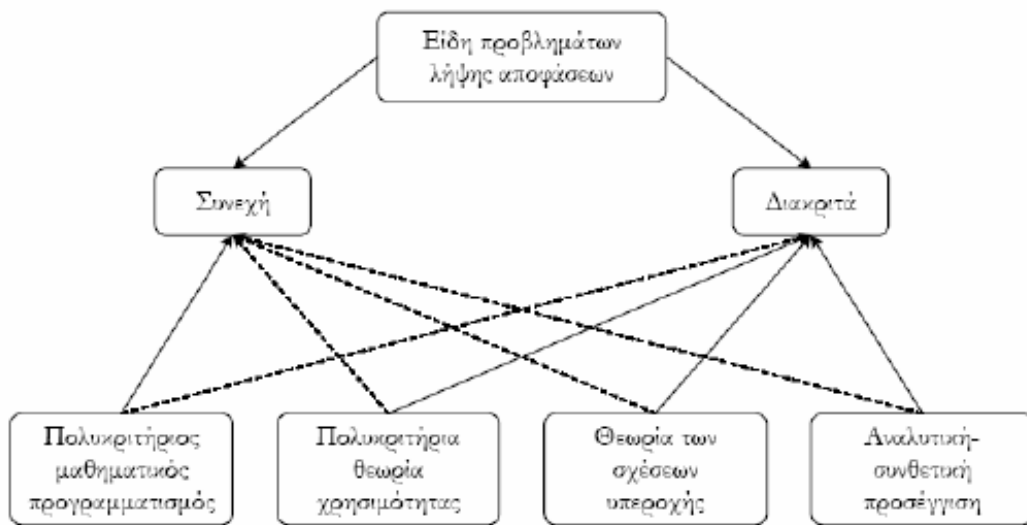 Είδη προβλημάτων
λήψης αποφάσεων
Συνεχή
Διακριτά
Πολυκριτήριος
μαθηματικός
προγραμματισμός
Πολυκριτήρια
θεωρία
χρησιμότητας
Θεωρία των
σχέσεων
υπεροχής
Αναλυτική-
συνθετική
προσέγγιση